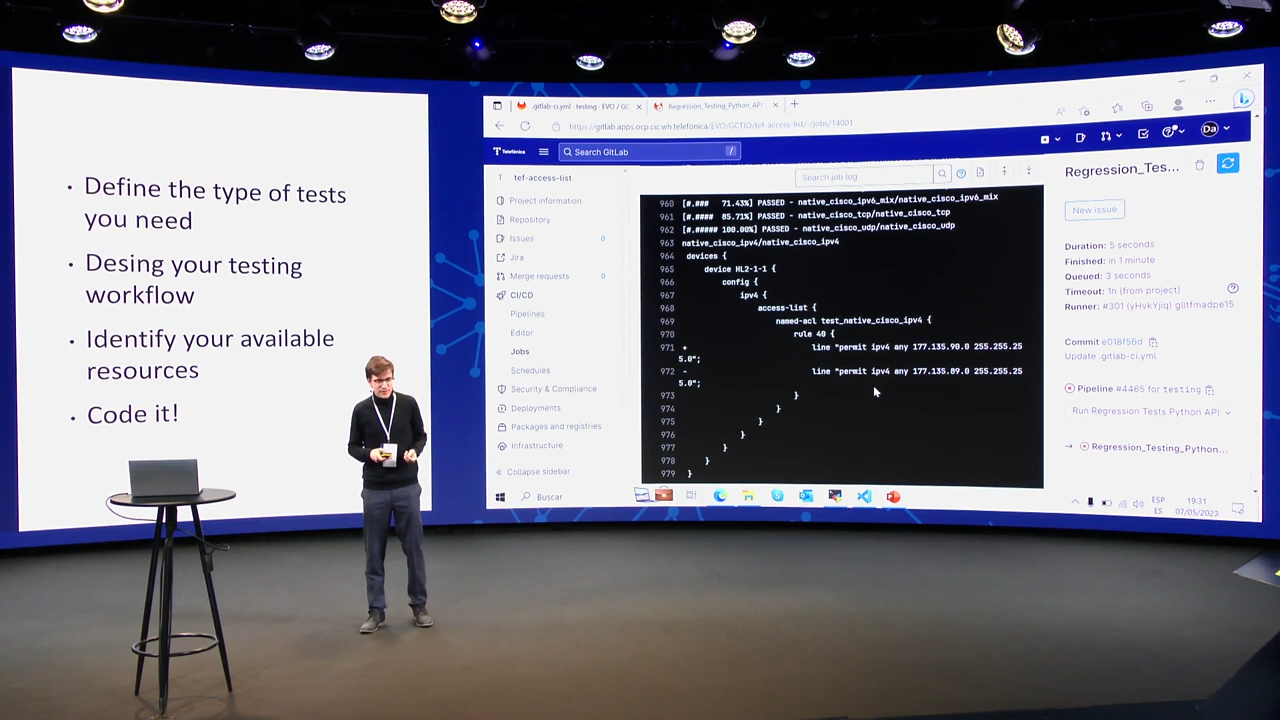 • Define the type of tests
you need
• Desing your testing
workflow
• Identify your available
resources
• Code it!
.gitlab-ci.yml - testing - EVO / GC
Regression_Testing_Python_API
https://gitlab.apps.ocp.cic.wh.telefonica/EVO/GCTIO/tef-access-list/-/jobs/14001
Telefónica
Search GitLab
/
Da
T tef-access-list
Project information
Repository
Issues 0
Jira
Merge requests 0
CI/CD
Pipelines
Editor
Jobs
Schedules
Security & Compliance
Deployments
Packages and registries
Infrastructure
« Collapse sidebar
Search job log
960 [#.### 71.43%] PASSED - native_cisco_ipv6_mix/native_cisco_ipv6_mix
961 [#.#### 85.71%] PASSED - native_cisco_tcp/native_cisco_tcp
962 [#.##### 100.00%] PASSED - native_cisco_udp/native_cisco_udp
963 native_cisco_ipv4/native_cisco_ipv4
964 devices {
965 device HL2-1-1 {
966 config {
967 ipv4 {
968 access-list {
969 named-acl test_native_cisco_ipv4 {
970 rule 40 {
971 + line "permit ipv4 any 177.135.90.0 255.255.25
5.0";
972 - line "permit ipv4 any 177.135.89.0 255.255.25
5.0";
973 }
974 }
975 }
976 }
977 }
978 }
979 }
Regression_Tes...
New issue
Duration: 5 seconds
Finished: in 1 minute
Queued: 3 seconds
Timeout: 1h (from project)
Runner: #301 (yHvkYjiq) glitfmadpe15
Commit e018f56d
Update .gitlab-ci.yml
Pipeline #4465 for testing
Run Regression Tests Python API
→ Regression_Testing_Python...
Buscar
ESP
ES
19:31
07/05/2023